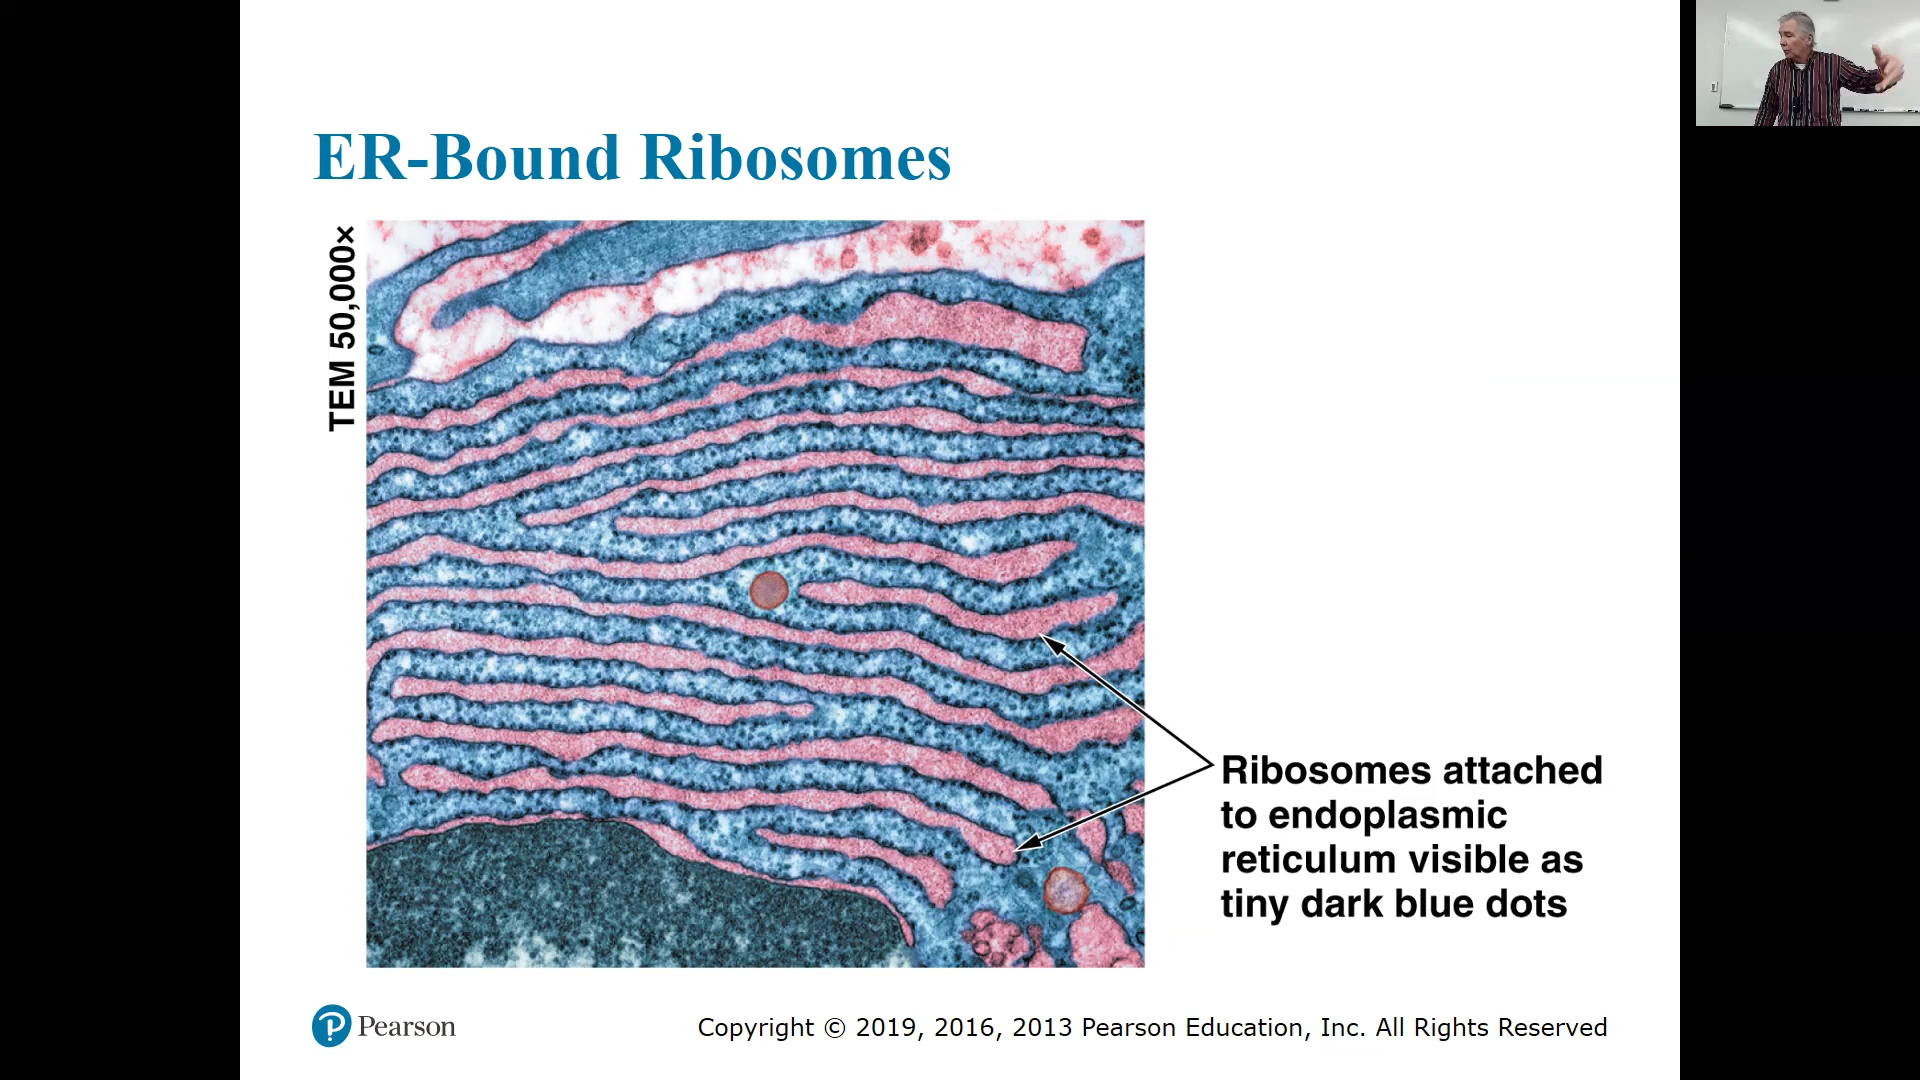 ER-Bound Ribosomes
TEM 50,000×
Ribosomes attached
to endoplasmic
reticulum visible as
tiny dark blue dots
Pearson
Copyright © 2019, 2016, 2013 Pearson Education, Inc. All Rights Reserved